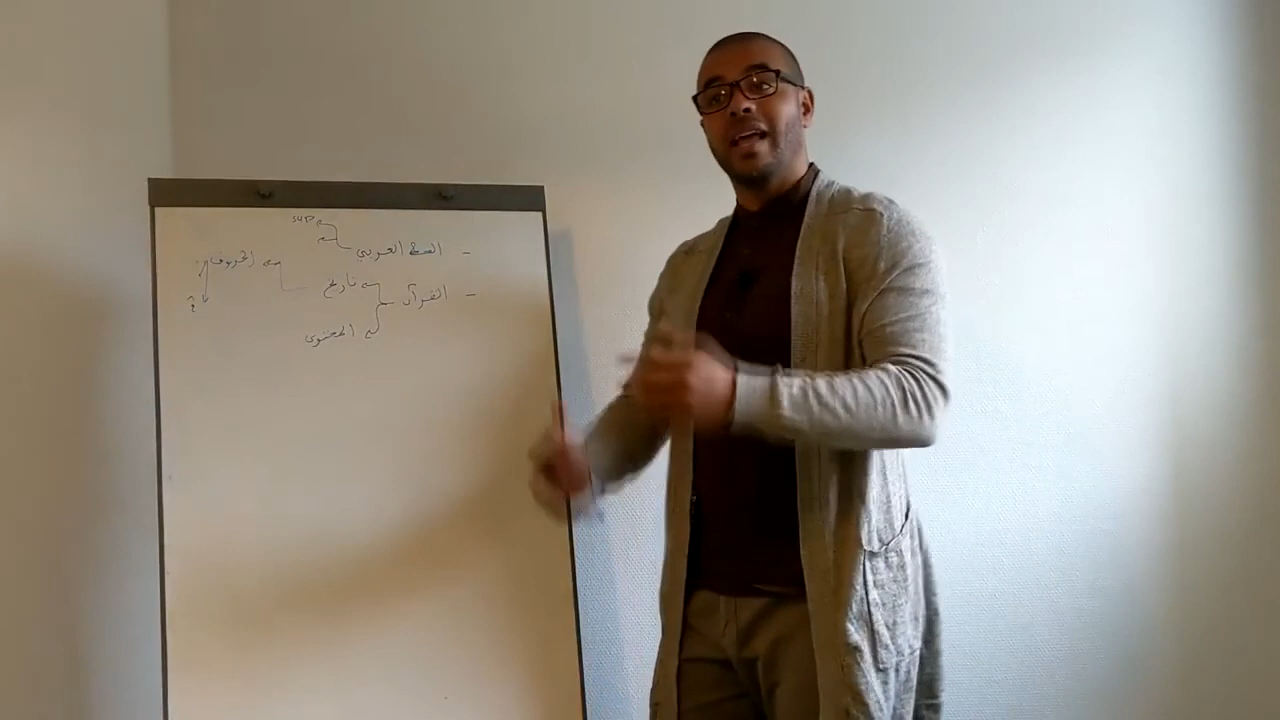 - الخط العربي
- القرآن
تاريخ
الحروف
المحتوى